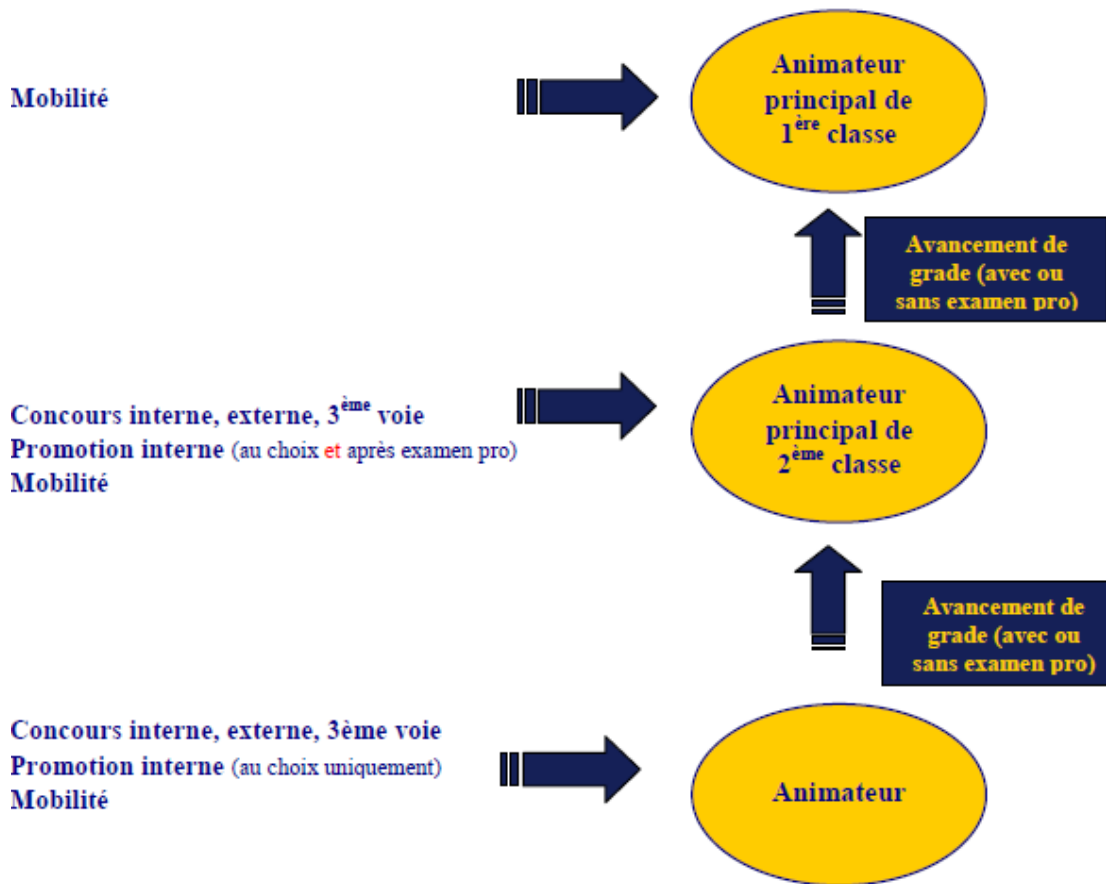 Mobilité
Animateur
principal de
1ère classe
Avancement de
grade (avec ou
sans examen pro)
Concours interne, externe, 3ème voie
Promotion interne (au choix et après examen pro)
Mobilité
Animateur
principal de
2ème classe
Avancement de
grade (avec ou
sans examen pro)
Concours interne, externe, 3ème voie
Promotion interne (au choix uniquement)
Mobilité
Animateur